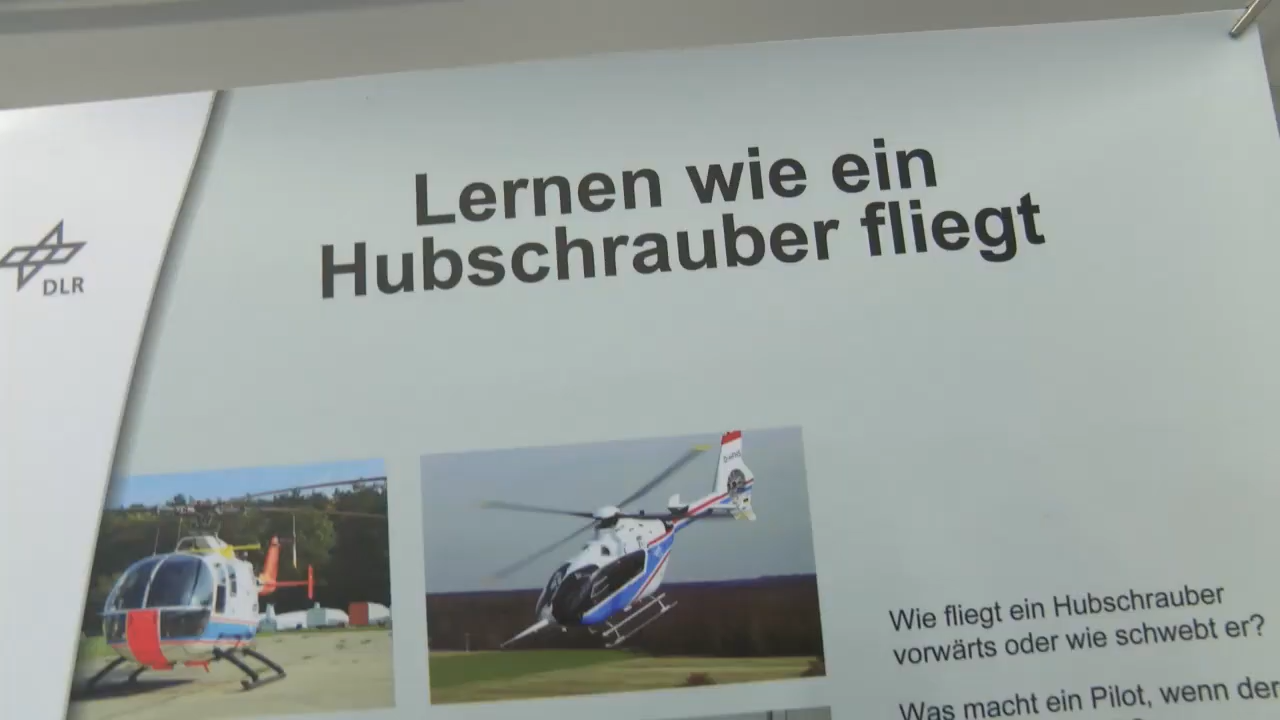 DLR
Lernen wie ein
Hubschrauber fliegt
Wie fliegt ein Hubschrauber
vorwärts oder wie schwebt er?
Was macht ein Pilot, wenn der